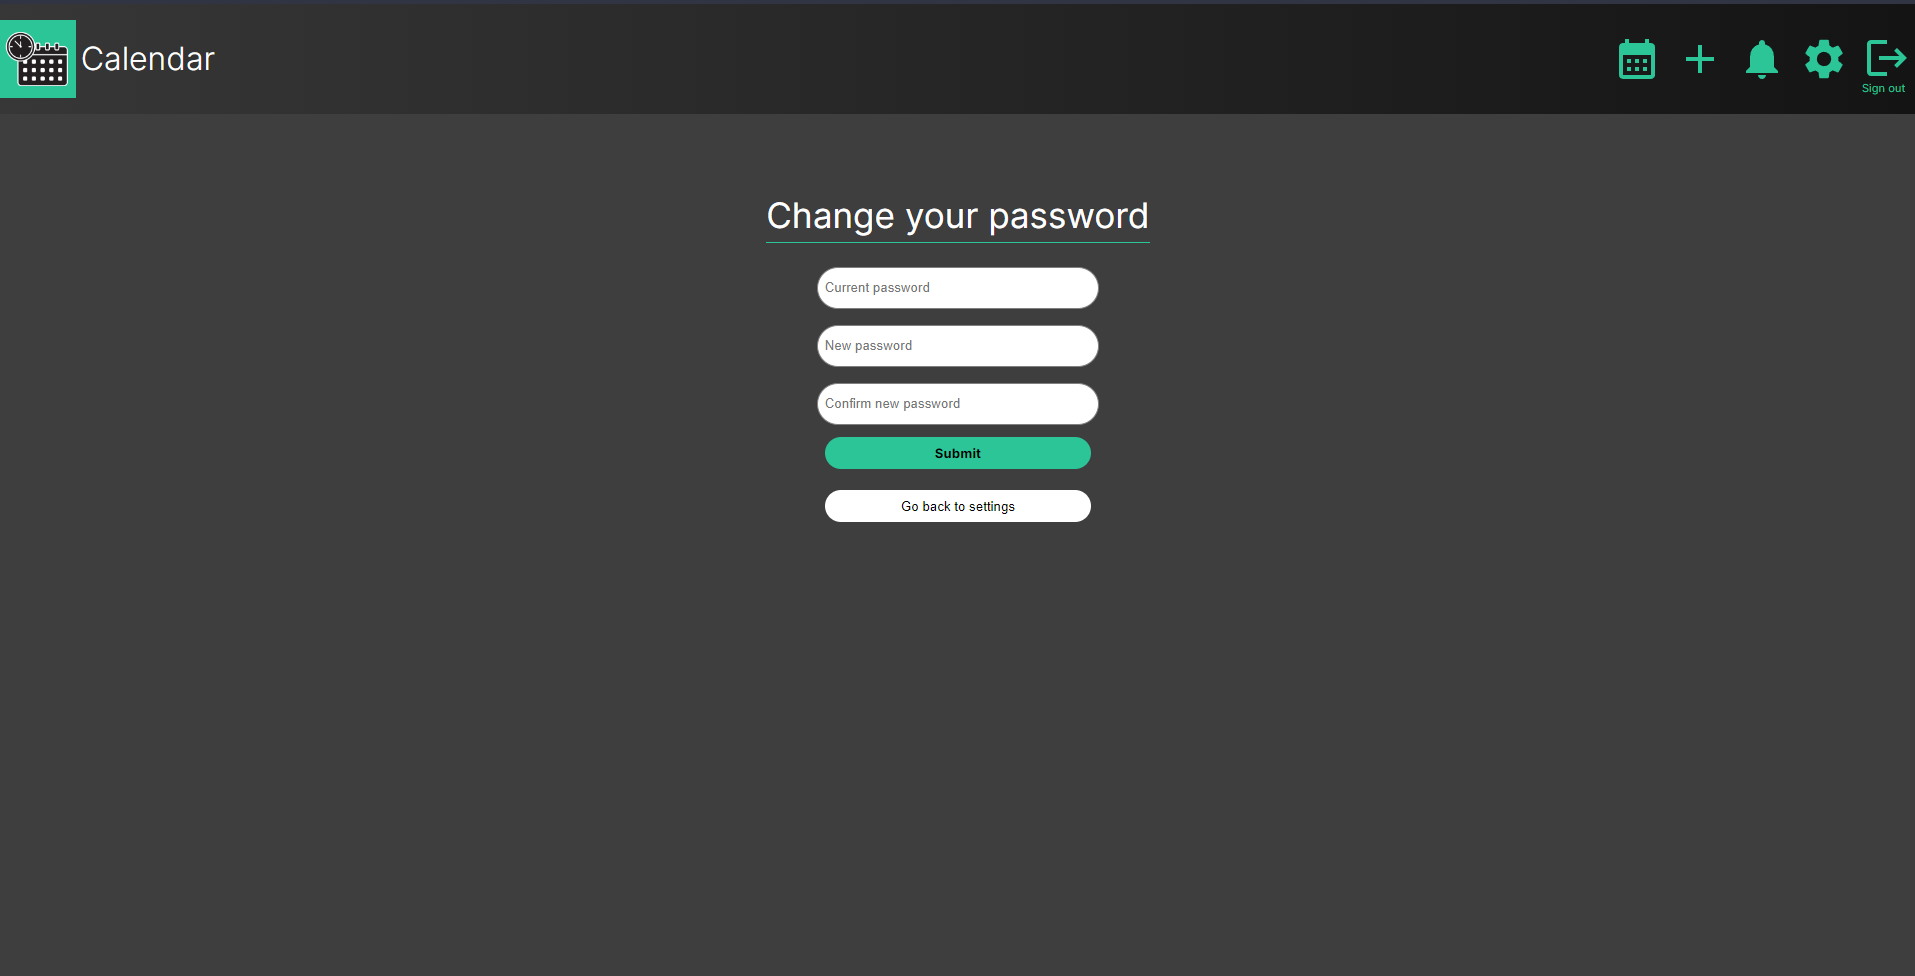 Calendar
Sign out
Change your password
Current password
New password
Confirm new password
Submit
Go back to settings